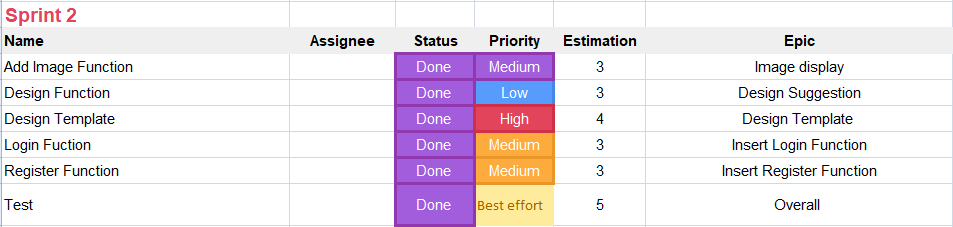 Sprint 2
Name Assignee Status Priority Estimation Epic
Add Image Function Done Medium 3 Image display
Design Function Done Low 3 Design Suggestion
Design Template Done High 4 Design Template
Login Fuction Done Medium 3 Insert Login Function
Register Function Done Medium 3 Insert Register Function
Test Done Best effort 5 Overall